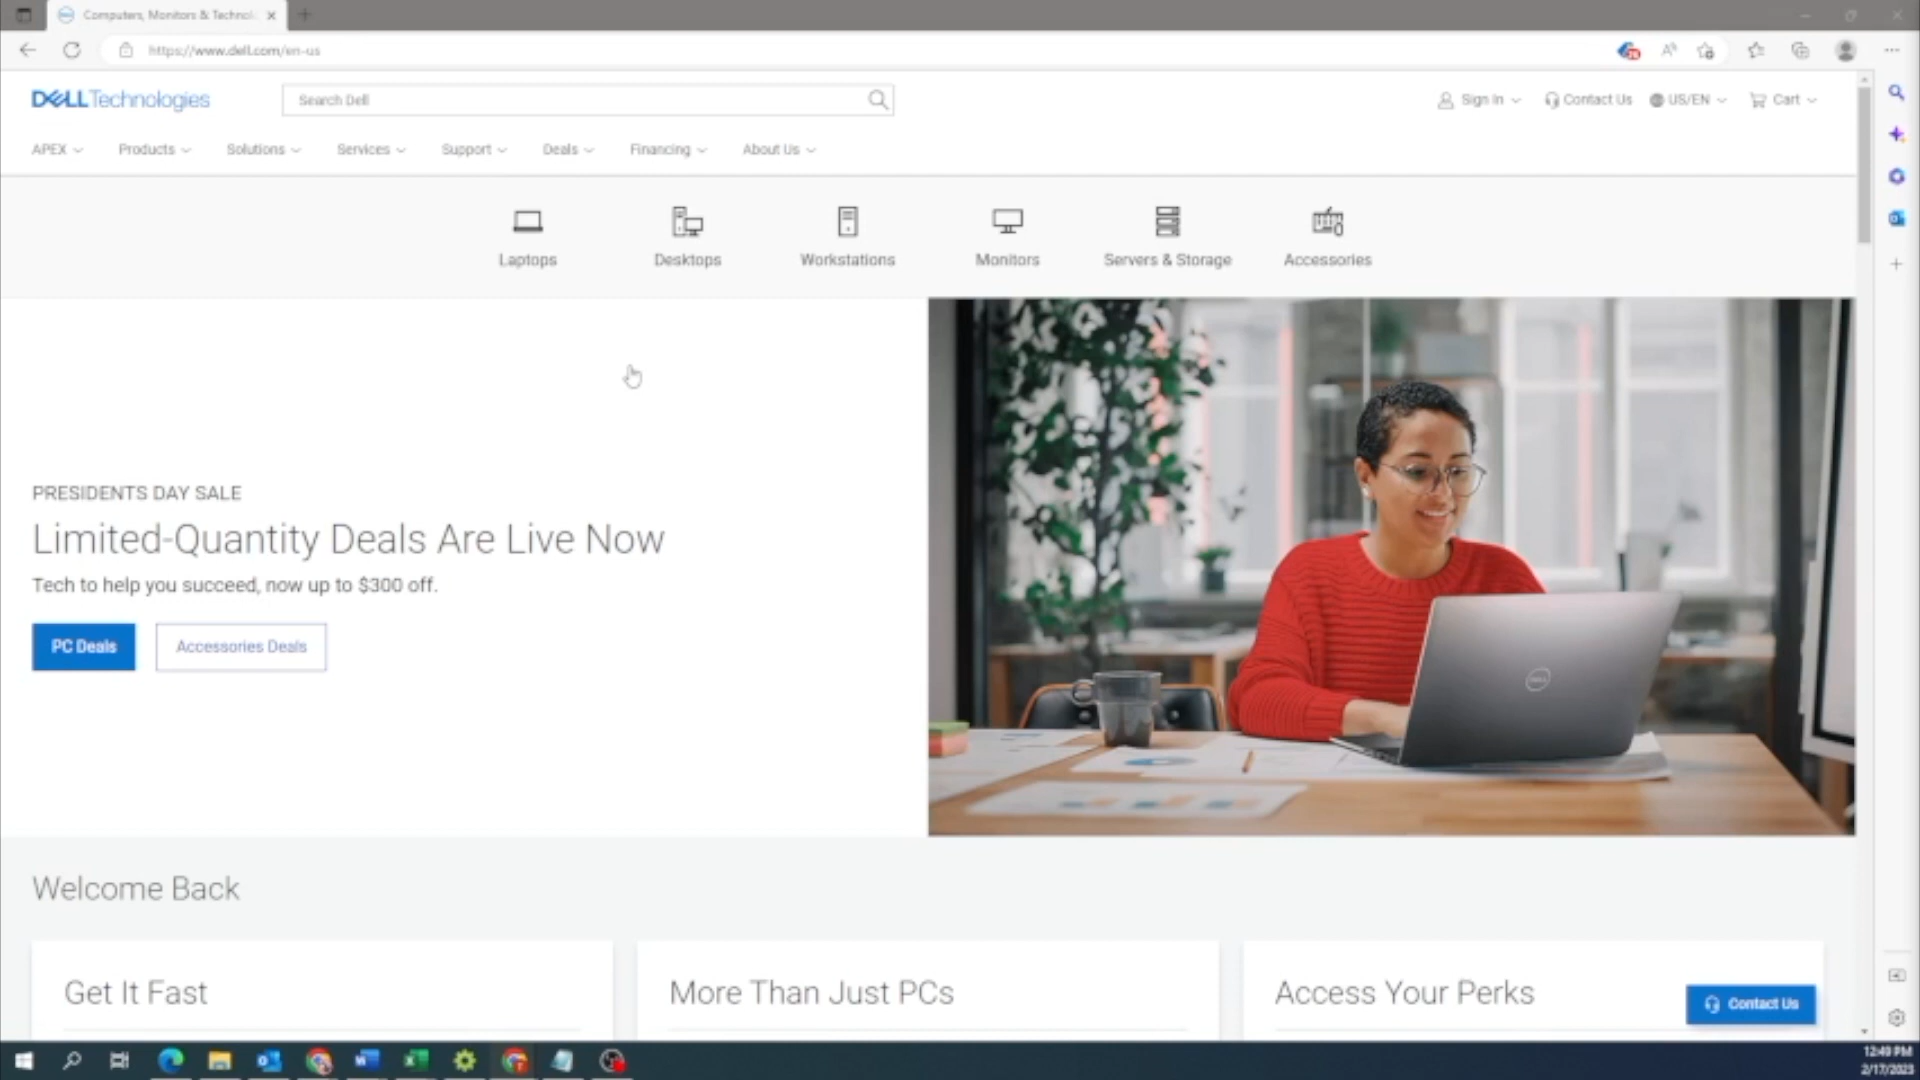 Computers, Monitors & Technol
https://www.dell.com/en-us
DELL Technologies
Search Dell
Sign In
Contact Us
US/EN
Cart
APEX
Products
Solutions
Services
Support
Deals
Financing
About Us
Laptops
Desktops
Workstations
Monitors
Servers & Storage
Accessories
PRESIDENTS DAY SALE
Limited-Quantity Deals Are Live Now
Tech to help you succeed, now up to $300 off.
PC Deals
Accessories Deals
DELL
Welcome Back
Get It Fast
More Than Just PCs
Access Your Perks
Contact Us
12:49 PM
2/17/2023